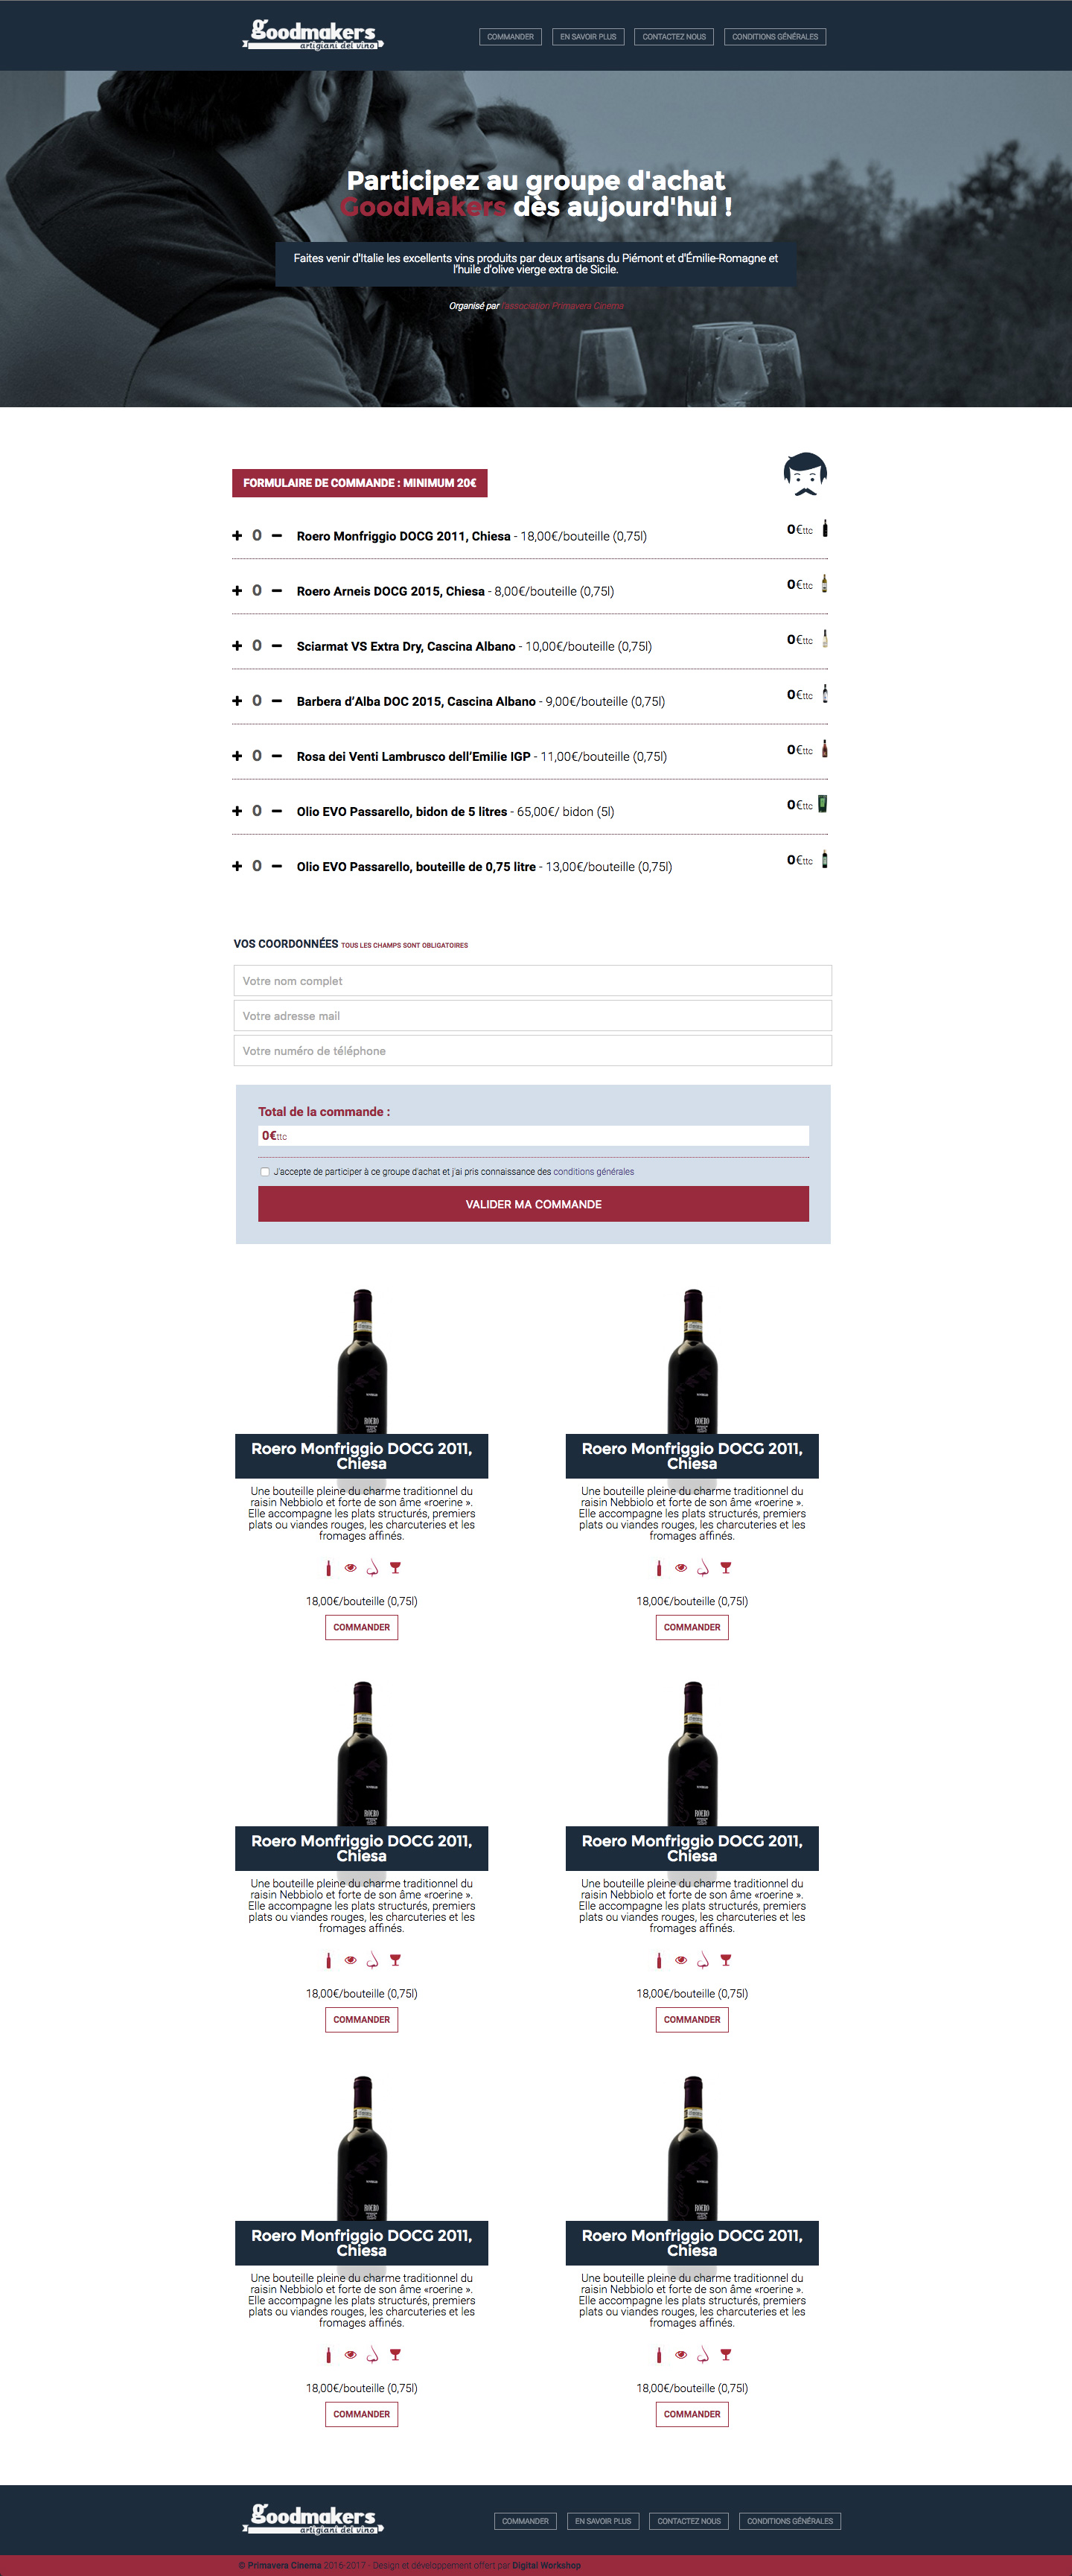 Goodmakers
artigiani del vino
COMMANDER
EN SAVOIR PLUS
CONTACTEZ NOUS
CONDITIONS GÉNÉRALES
Participez au groupe d'achat
GoodMakers dès aujourd'hui !
Faites venir d'Italie les excellents vins produits par deux artisans du Piémont et d'Émilie-Romagne et
l'huile d'olive vierge extra de Sicile.
Organisé par l'association Primavera Cinema
FORMULAIRE DE COMMANDE : MINIMUM 20€
0 Roero Monfriggio DOCG 2011, Chiesa - 18,00€/bouteille (0,75l) 0€ttc
0 Roero Arneis DOCG 2015, Chiesa - 8,00€/bouteille (0,75l) 0€ttc
0 Sciarmat VS Extra Dry, Cascina Albano - 10,00€/bouteille (0,75l) 0€ttc
0 Barbera d’Alba DOC 2015, Cascina Albano - 9,00€/bouteille (0,75l) 0€ttc
0 Rosa dei Venti Lambrusco dell’Emilie IGP - 11,00€/bouteille (0,75l) 0€ttc
0 Olio EVO Passarello, bidon de 5 litres - 65,00€/ bidon (5l) 0€ttc
0 Olio EVO Passarello, bouteille de 0,75 litre - 13,00€/bouteille (0,75l) 0€ttc
VOS COORDONNÉES TOUS LES CHAMPS SONT OBLIGATOIRES
Votre nom complet
Votre adresse mail
Votre numéro de téléphone
Total de la commande :
0€ttc
J'accepte de participer à ce groupe d'achat et j'ai pris connaissance des conditions générales
VALIDER MA COMMANDE
ROERO
Roero Monfriggio DOCG 2011,
Chiesa
Une bouteille pleine du charme traditionnel du
raisin Nebbiolo et forte de son âme «roerine ».
Elle accompagne les plats structurés, premiers
plats ou viandes rouges, les charcuteries et les
fromages affinés.
18,00€/bouteille (0,75l)
COMMANDER
ROERO
Roero Monfriggio DOCG 2011,
Chiesa
Une bouteille pleine du charme traditionnel du
raisin Nebbiolo et forte de son âme «roerine ».
Elle accompagne les plats structurés, premiers
plats ou viandes rouges, les charcuteries et les
fromages affinés.
18,00€/bouteille (0,75l)
COMMANDER
ROERO
Roero Monfriggio DOCG 2011,
Chiesa
Une bouteille pleine du charme traditionnel du
raisin Nebbiolo et forte de son âme «roerine ».
Elle accompagne les plats structurés, premiers
plats ou viandes rouges, les charcuteries et les
fromages affinés.
18,00€/bouteille (0,75l)
COMMANDER
ROERO
Roero Monfriggio DOCG 2011,
Chiesa
Une bouteille pleine du charme traditionnel du
raisin Nebbiolo et forte de son âme «roerine ».
Elle accompagne les plats structurés, premiers
plats ou viandes rouges, les charcuteries et les
fromages affinés.
18,00€/bouteille (0,75l)
COMMANDER
ROERO
Roero Monfriggio DOCG 2011,
Chiesa
Une bouteille pleine du charme traditionnel du
raisin Nebbiolo et forte de son âme «roerine ».
Elle accompagne les plats structurés, premiers
plats ou viandes rouges, les charcuteries et les
fromages affinés.
18,00€/bouteille (0,75l)
COMMANDER
ROERO
Roero Monfriggio DOCG 2011,
Chiesa
Une bouteille pleine du charme traditionnel du
raisin Nebbiolo et forte de son âme «roerine ».
Elle accompagne les plats structurés, premiers
plats ou viandes rouges, les charcuteries et les
fromages affinés.
18,00€/bouteille (0,75l)
COMMANDER
Goodmakers
artigiani del vino
COMMANDER
EN SAVOIR PLUS
CONTACTEZ NOUS
CONDITIONS GÉNÉRALES
© Primavera Cinema 2016-2017 - Design et développement offert par Digital Workshop